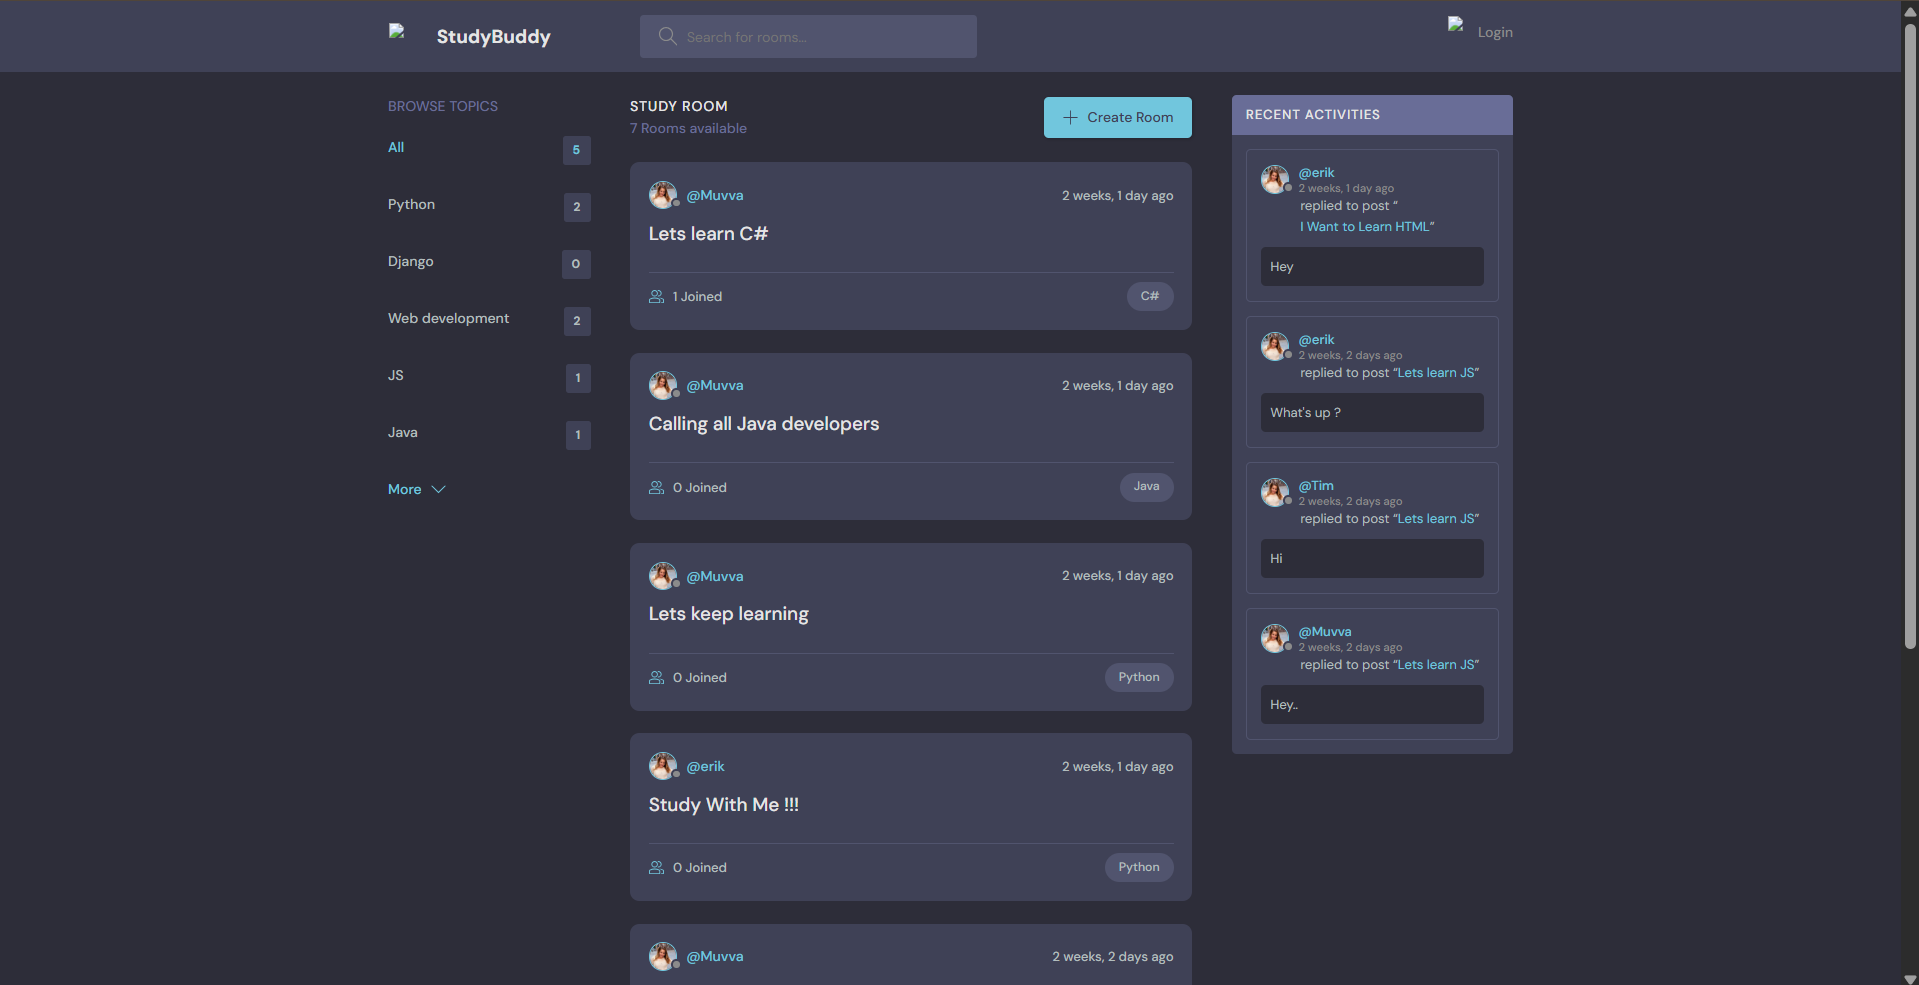 StudyBuddy
Search for rooms...
Login
BROWSE TOPICS
All 5
Python 2
Django 0
Web development 2
JS 1
Java 1
More
STUDY ROOM
7 Rooms available
Create Room
@Muvva 2 weeks, 1 day ago
Lets learn C#
1 Joined C#
@Muvva 2 weeks, 1 day ago
Calling all Java developers
0 Joined Java
@Muvva 2 weeks, 1 day ago
Lets keep learning
0 Joined Python
@erik 2 weeks, 1 day ago
Study With Me !!!
0 Joined Python
@Muvva 2 weeks, 2 days ago
RECENT ACTIVITIES
@erik
2 weeks, 1 day ago
replied to post “
I Want to Learn HTML”
Hey
@erik
2 weeks, 2 days ago
replied to post “Lets learn JS”
What's up ?
@Tim
2 weeks, 2 days ago
replied to post “Lets learn JS”
Hi
@Muvva
2 weeks, 2 days ago
replied to post “Lets learn JS”
Hey..